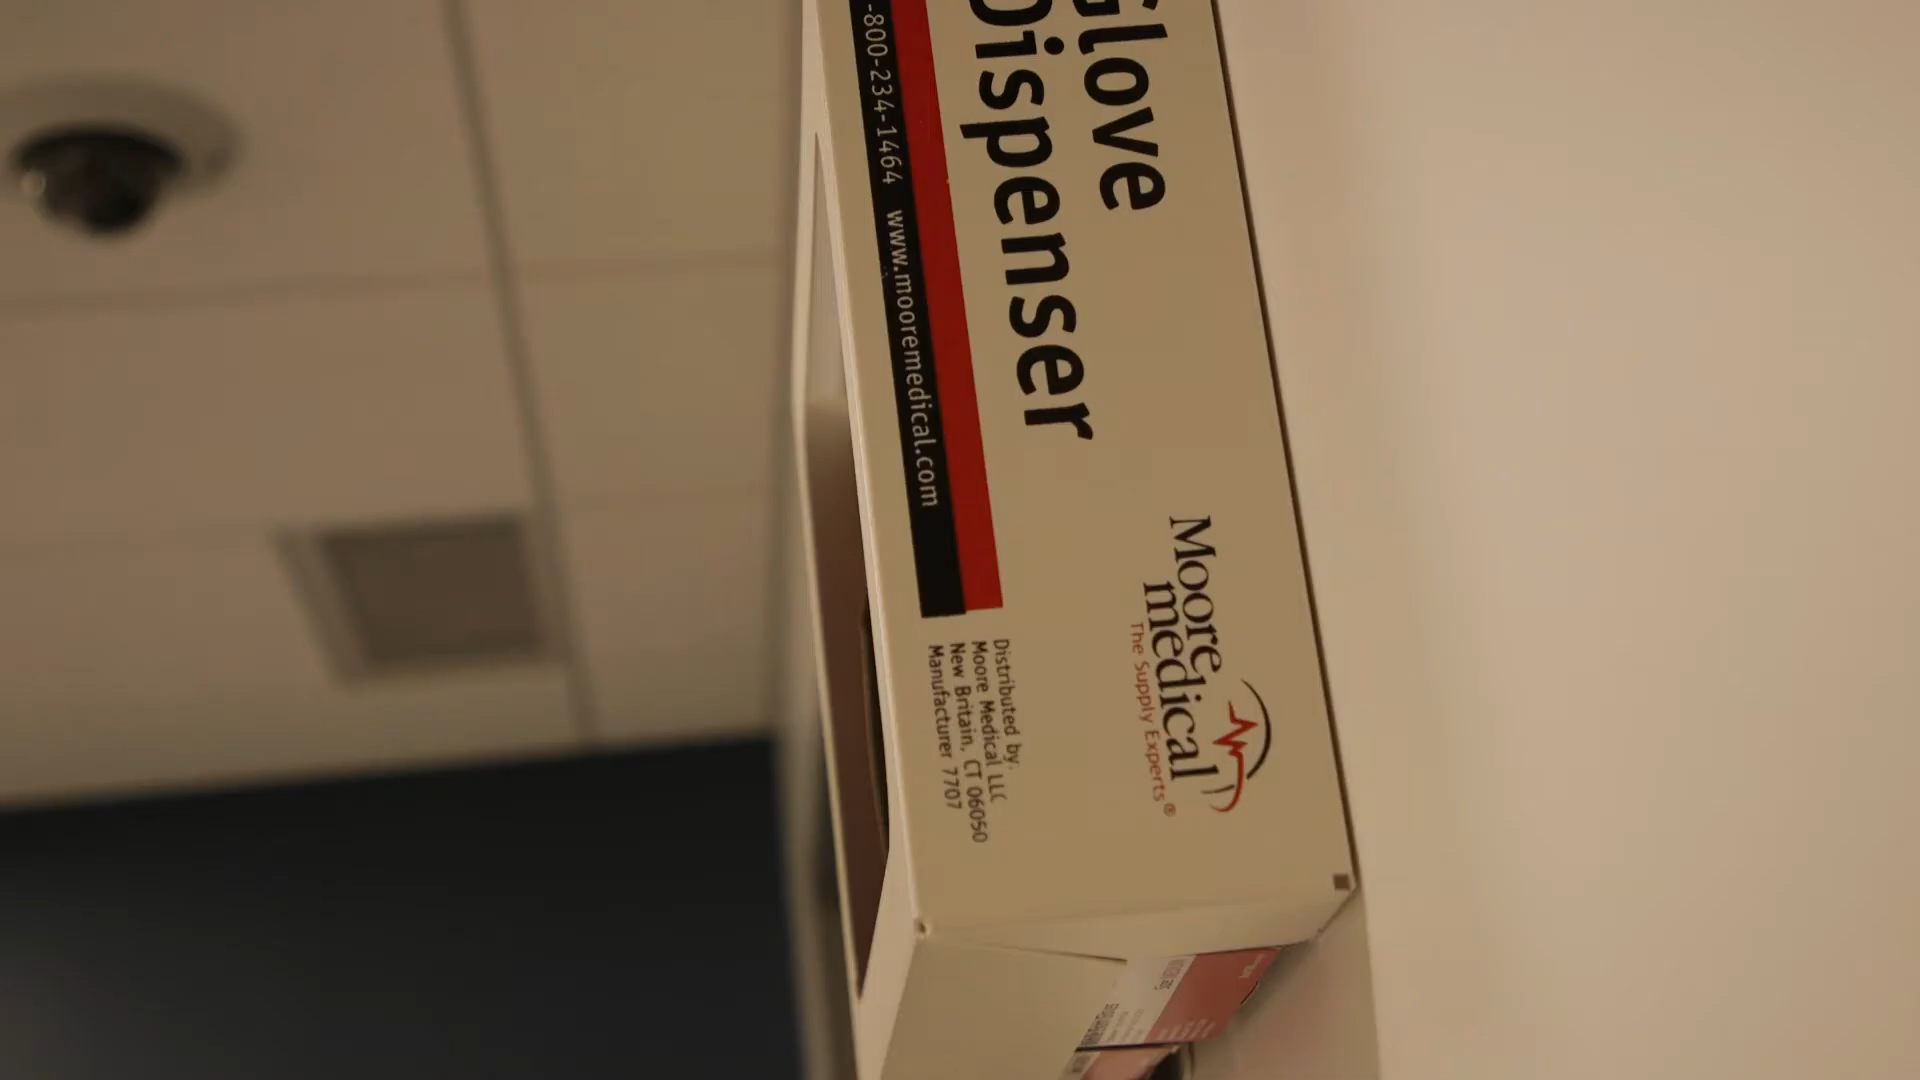 Glove
Dispenser
-800-234-1464 www.mooremedical.com
Moore
medical
The Supply Experts®
Distributed by:
Moore Medical LLC
New Britain, CT 06050
Manufacturer 7707